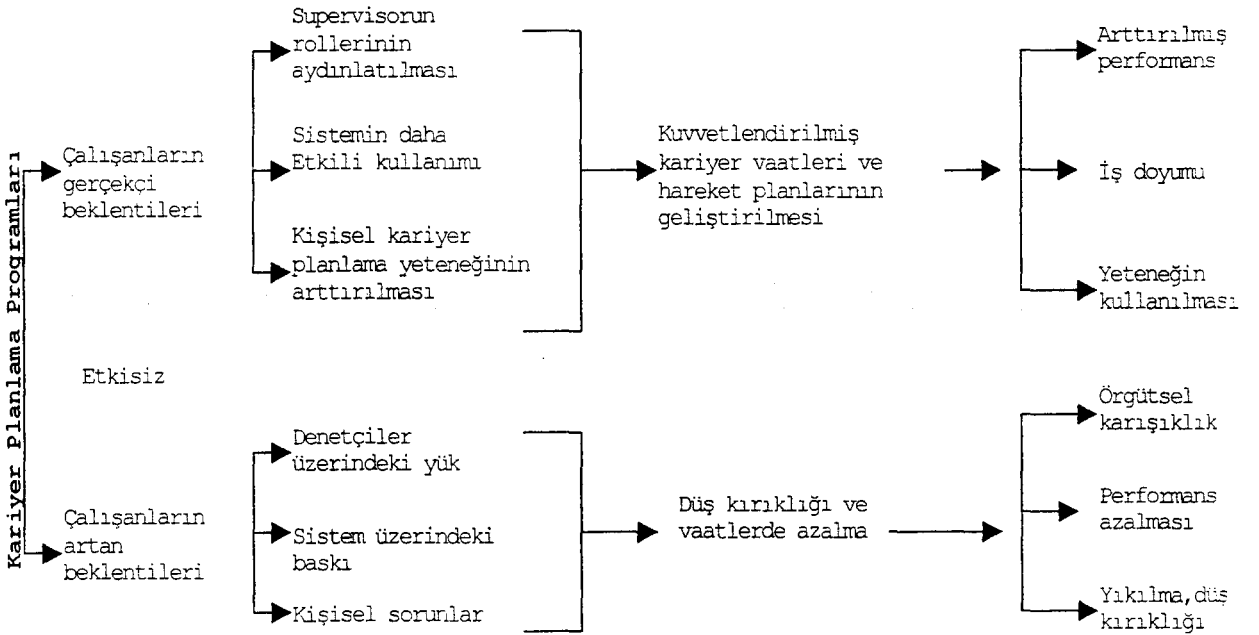 Kariyer Planlama Programları
Çalışanların
gerçekçi
beklentileri
Supervisorun
rollerinin
aydınlatılması
Sistemin daha
Etkili kullanımı
Kişisel kariyer
planlama yeteneğinin
arttırılması
Kuvvetlendirilmiş
kariyer vaatleri ve
hareket planlarının
geliştirilmesi
Arttırılmış
performans
İş doyumu
Yeteneğin
kullanılması
Etkisiz
Çalışanların
artan
beklentileri
Denetçiler
üzerindeki yük
Sistem üzerindeki
baskı
Kişisel sorunlar
Düş kırıklığı ve
vaatlerde azalma
Örgütsel
karışıklık
Performans
azalması
Yıkılma,düş
kırıklığı